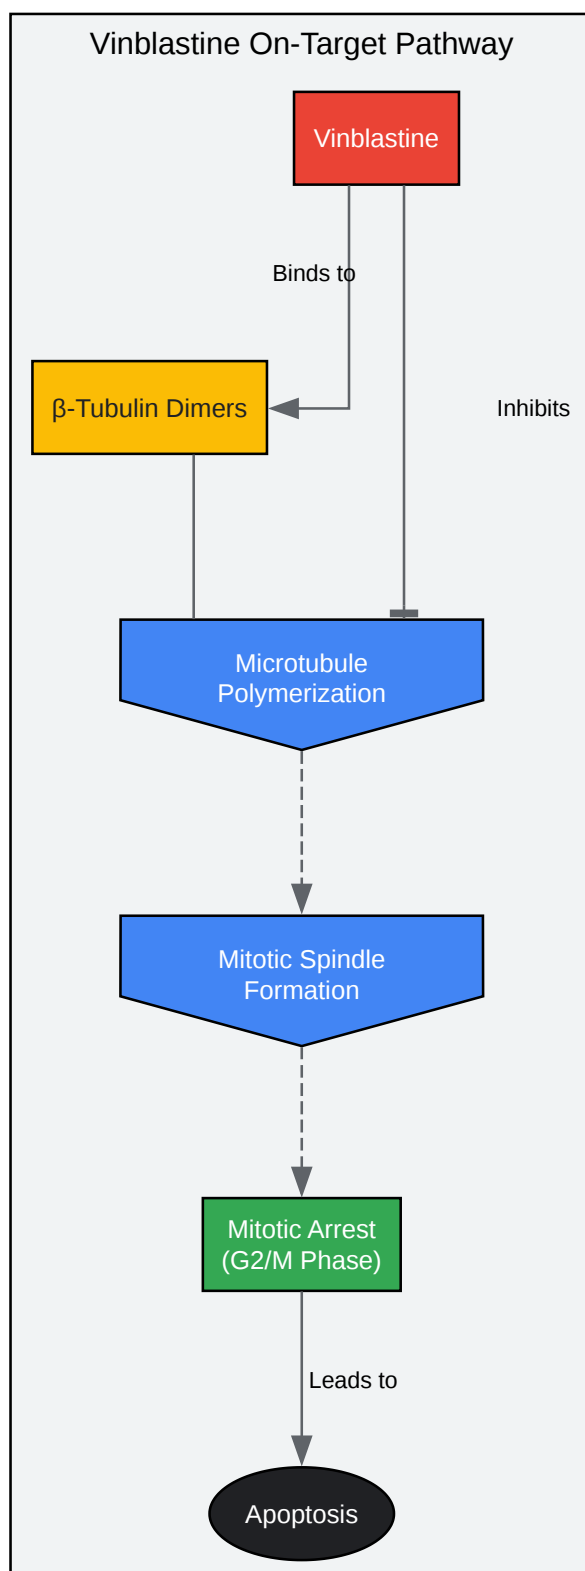 Vinblastine On-Target Pathway
Vinblastine
Binds to
β-Tubulin Dimers
Inhibits
Microtubule
Polymerization
Mitotic Spindle
Formation
Mitotic Arrest
(G2/M Phase)
Leads to
Apoptosis